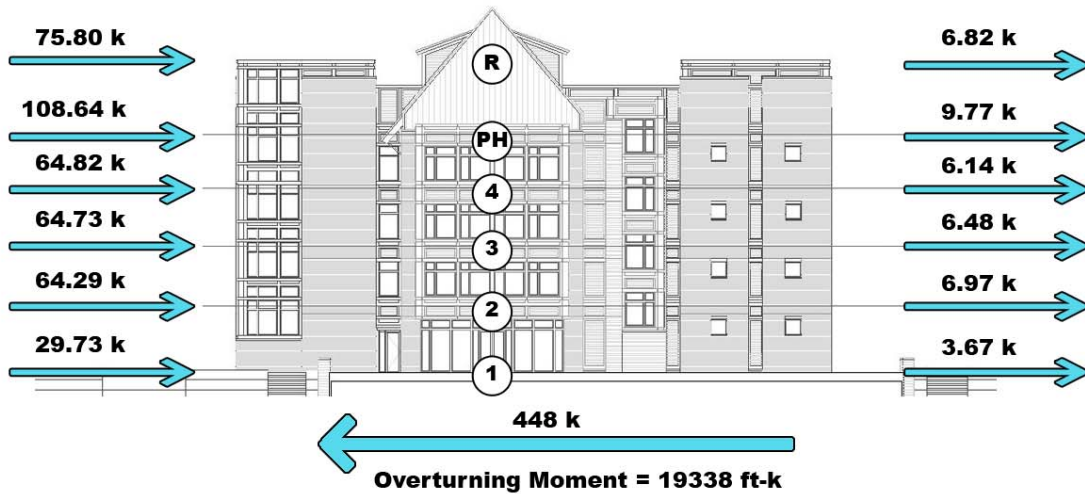 75.80 k
6.82 k
R
108.64 k
9.77 k
PH
64.82 k
6.14 k
4
64.73 k
6.48 k
3
64.29 k
6.97 k
2
29.73 k
3.67 k
1
448 k
Overturning Moment = 19338 ft-k